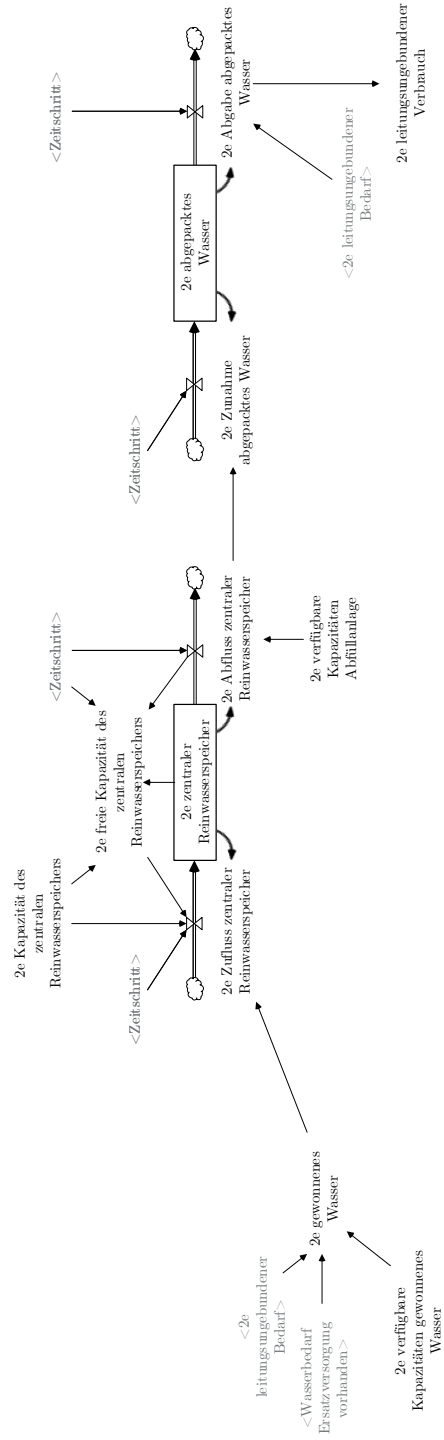 <2e
leitungsungebundener
Bedarf>
<Wasserbedarf
Ersatzversorgung
vorhanden>
2e verfügbare
Kapazitäten gewonnenes
Wasser
2e gewonnenes
Wasser
2e Kapazität des
zentralen
Reinwasserspeichers
<Zeitschritt>
2e Zufluss zentraler
Reinwasserspeicher
2e freie Kapazität des
zentralen
Reinwasserspeichers
2e zentraler
Reinwasserspeicher
<Zeitschritt>
2e Abfluss zentraler
Reinwasserspeicher
2e verfügbare
Kapazitäten
Abfüllanlage
<Zeitschritt>
2e Zunahme
abgepacktes Wasser
2e abgepacktes
Wasser
<Zeitschritt>
2e Abgabe abgepacktes
Wasser
<2e leitungsungebundener
Bedarf>
2e leitungsungebundener
Verbrauch